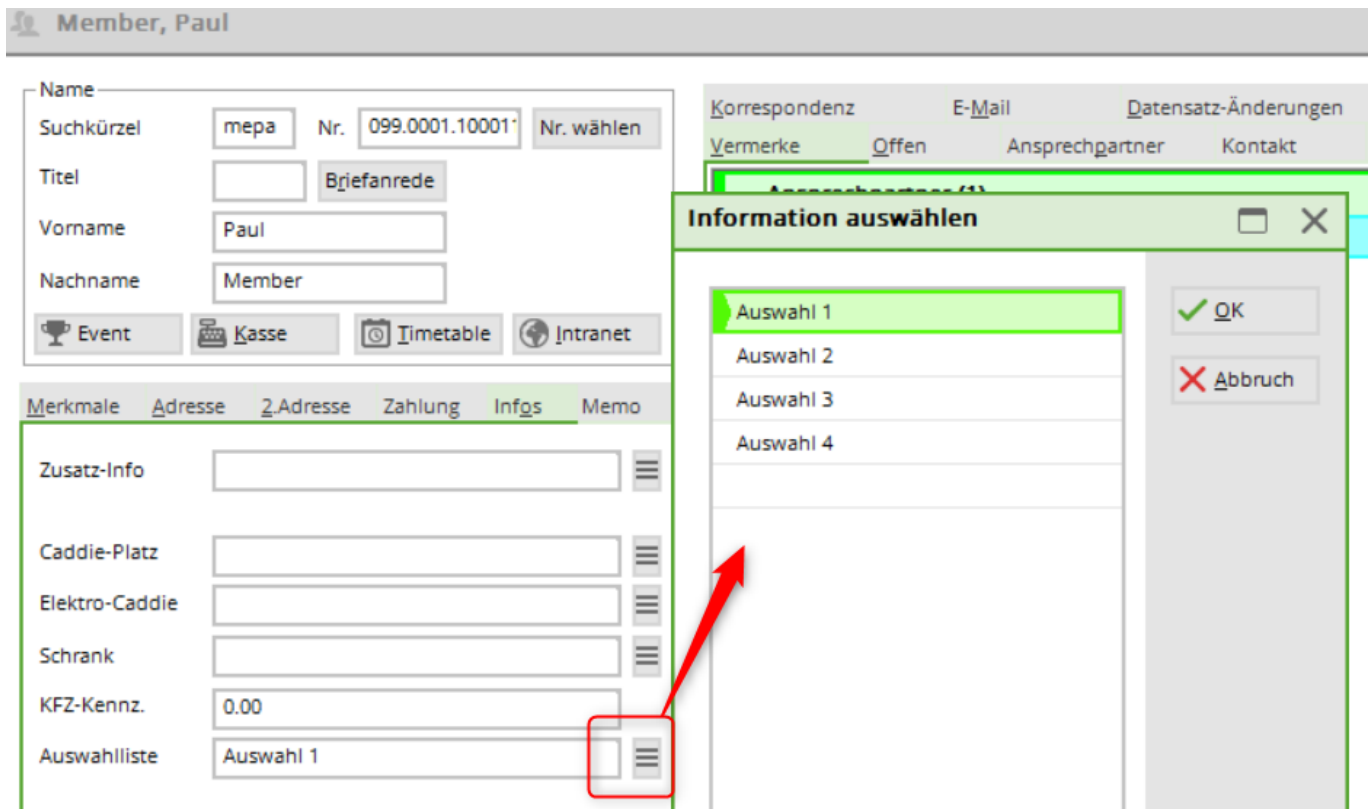 Member, Paul
Name
Suchkürzel mepa Nr. 099.0001.100011 Nr. wählen
Titel Briefanrede
Vorname Paul
Nachname Member
Event Kasse Timetable Intranet
Merkmale Adresse 2.Adresse Zahlung Infos Memo
Zusatz-Info
Caddie-Platz
Elektro-Caddie
Schrank
KFZ-Kennz. 0.00
Auswahlliste Auswahl 1
Korrespondenz E-Mail Datensatz-Änderungen
Vermerke Offen Ansprechpartner Kontakt
Ansprechpartner (1)
Information auswählen
Auswahl 1
Auswahl 2
Auswahl 3
Auswahl 4
OK
Abbruch